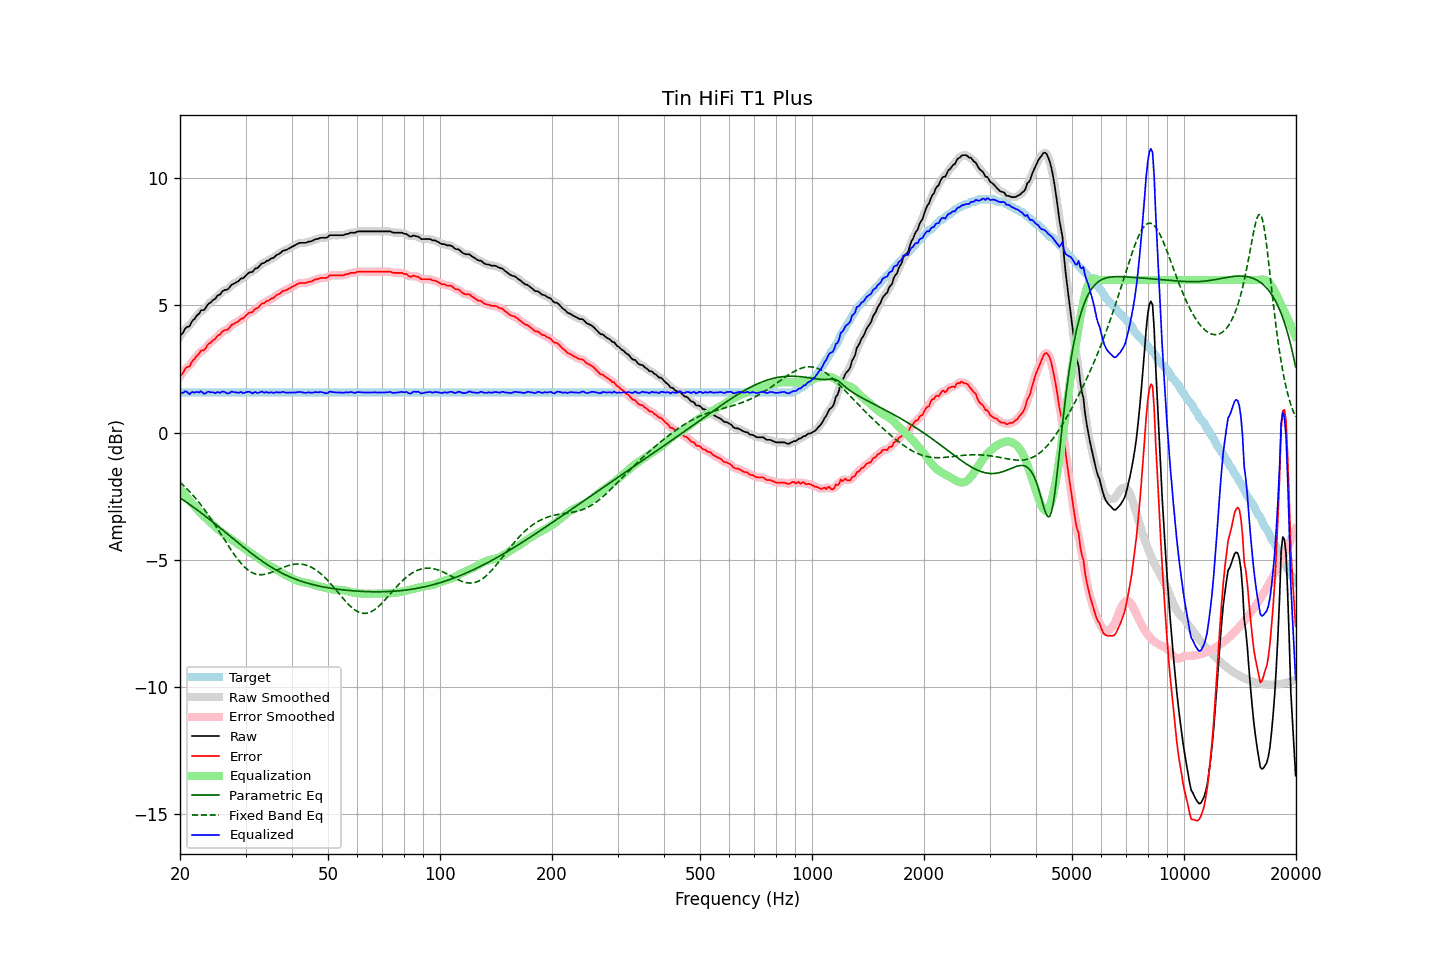 Tin HiFi T1 Plus
10
5
0
−5
−10
−15
Amplitude (dBr)
Target
Raw Smoothed
Error Smoothed
Raw
Error
Equalization
Parametric Eq
Fixed Band Eq
Equalized
20 50 100 200 500 1000 2000 5000 10000 20000
Frequency (Hz)